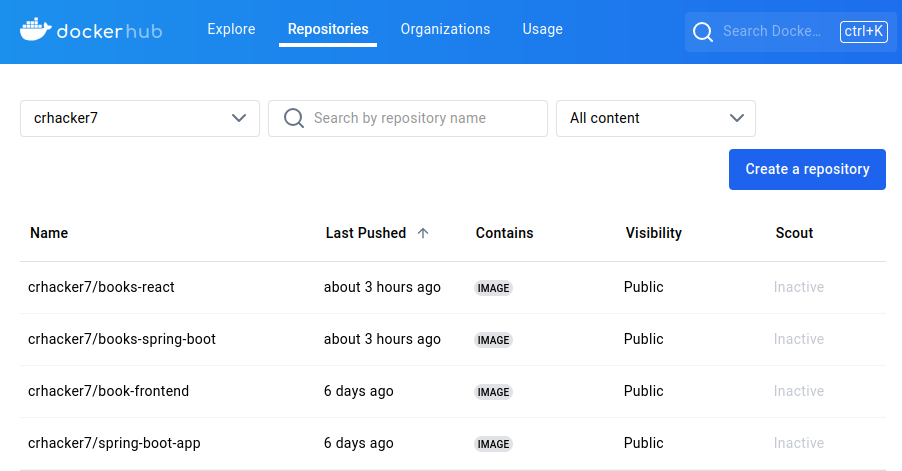 dockerhub Explore Repositories Organizations Usage Search Docke... ctrl+K
crhacker7 Search by repository name All content
Create a repository
Name Last Pushed Contains Visibility Scout
crhacker7/books-react about 3 hours ago IMAGE Public Inactive
crhacker7/books-spring-boot about 3 hours ago IMAGE Public Inactive
crhacker7/book-frontend 6 days ago IMAGE Public Inactive
crhacker7/spring-boot-app 6 days ago IMAGE Public Inactive